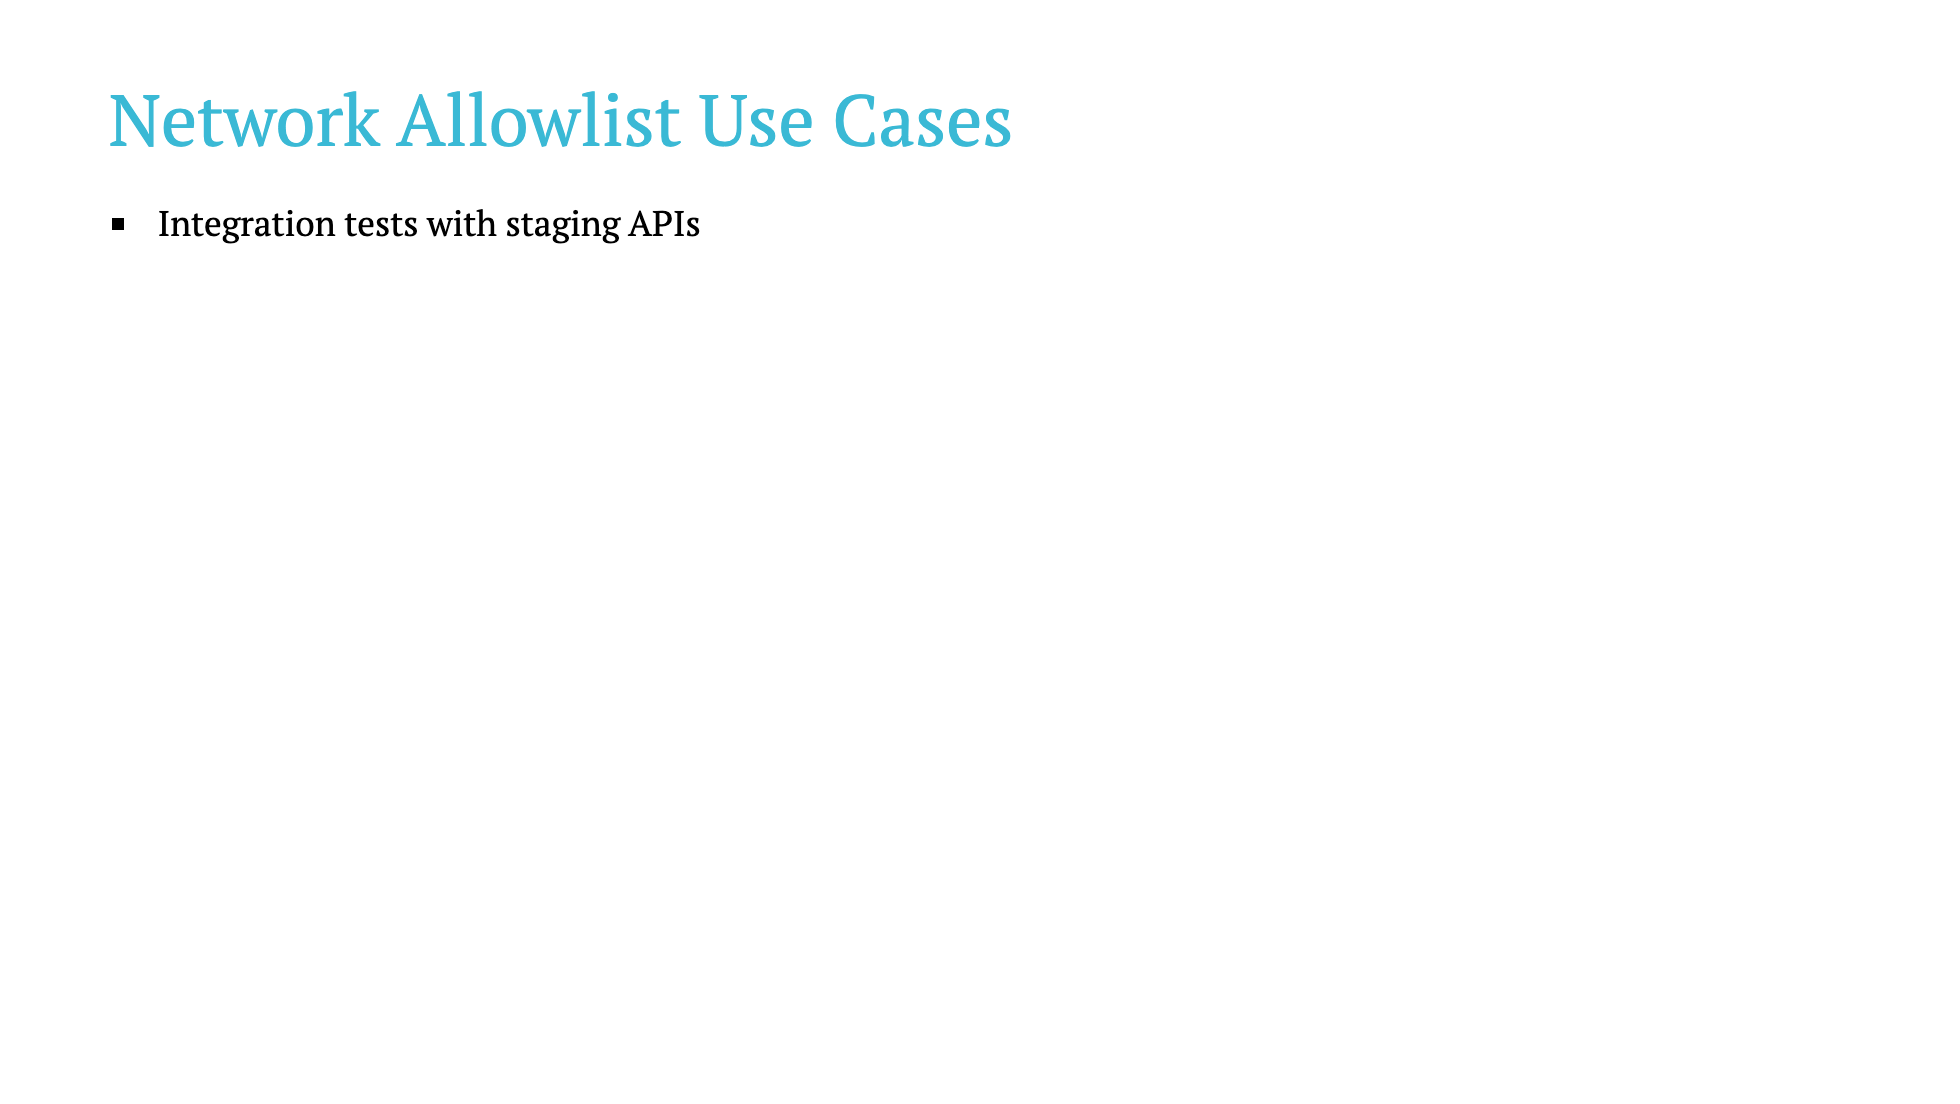 Network Allowlist Use Cases
▪ Integration tests with staging APIs